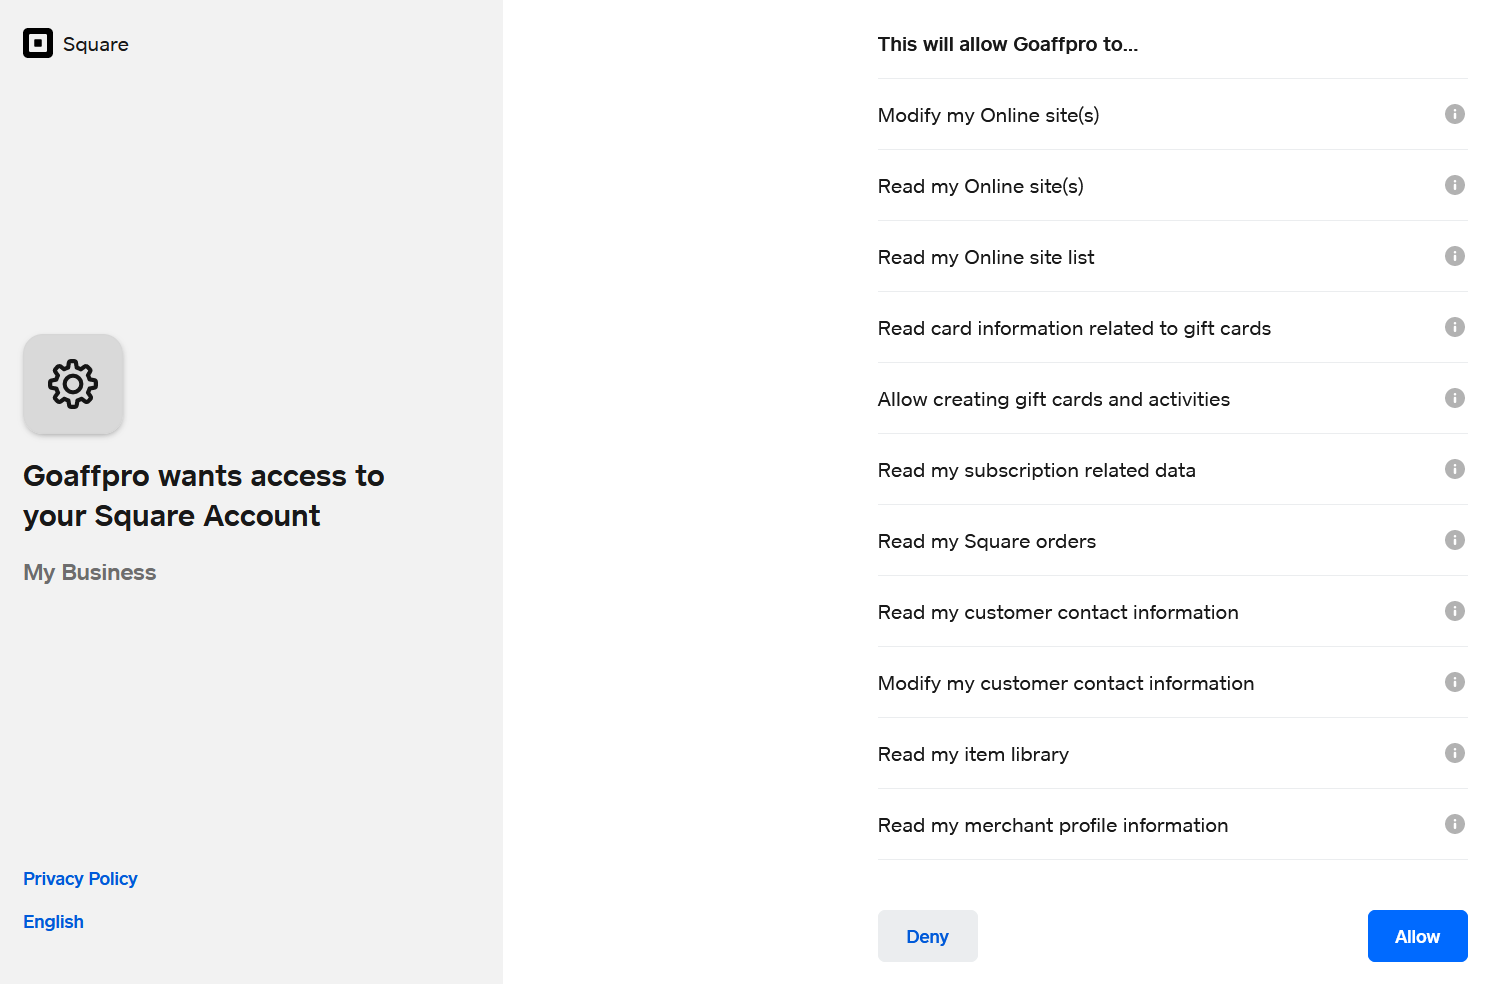 Square
Goaffpro wants access to
your Square Account
My Business
Privacy Policy
English
This will allow Goaffpro to...
Modify my Online site(s)
Read my Online site(s)
Read my Online site list
Read card information related to gift cards
Allow creating gift cards and activities
Read my subscription related data
Read my Square orders
Read my customer contact information
Modify my customer contact information
Read my item library
Read my merchant profile information
Deny
Allow